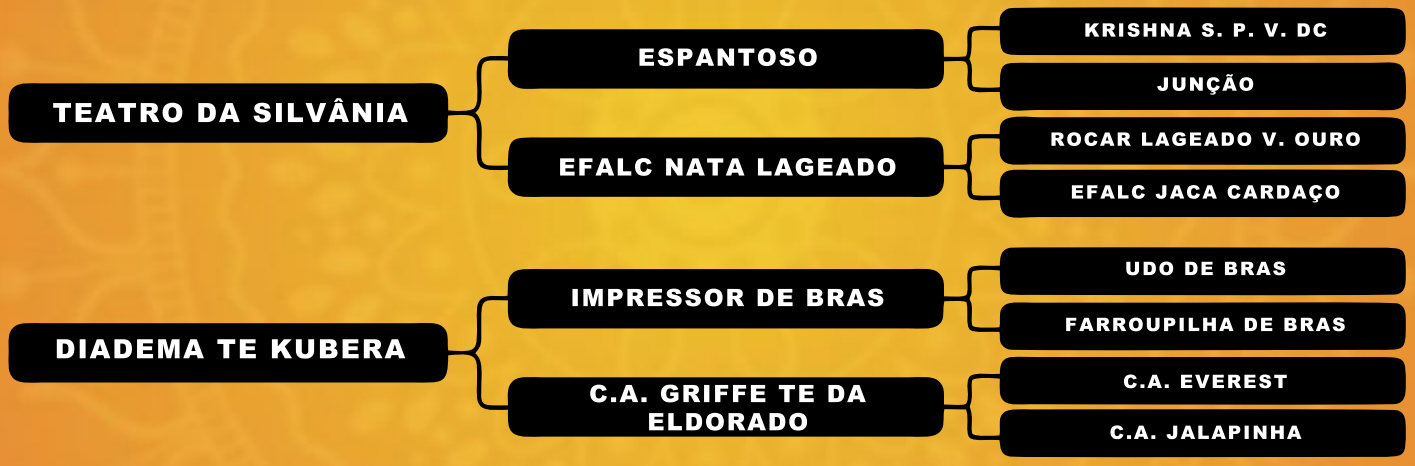 TEATRO DA SILVÂNIA
ESPANTOSO
KRISHNA S. P. V. DC
JUNÇÃO
EFALC NATA LAGEADO
ROCAR LAGEADO V. OURO
EFALC JACA CARDAÇO
DIADEMA TE KUBERA
IMPRESSOR DE BRAS
UDO DE BRAS
FARROUPILHA DE BRAS
C.A. GRIFFE TE DA
ELDORADO
C.A. EVEREST
C.A. JALAPINHA